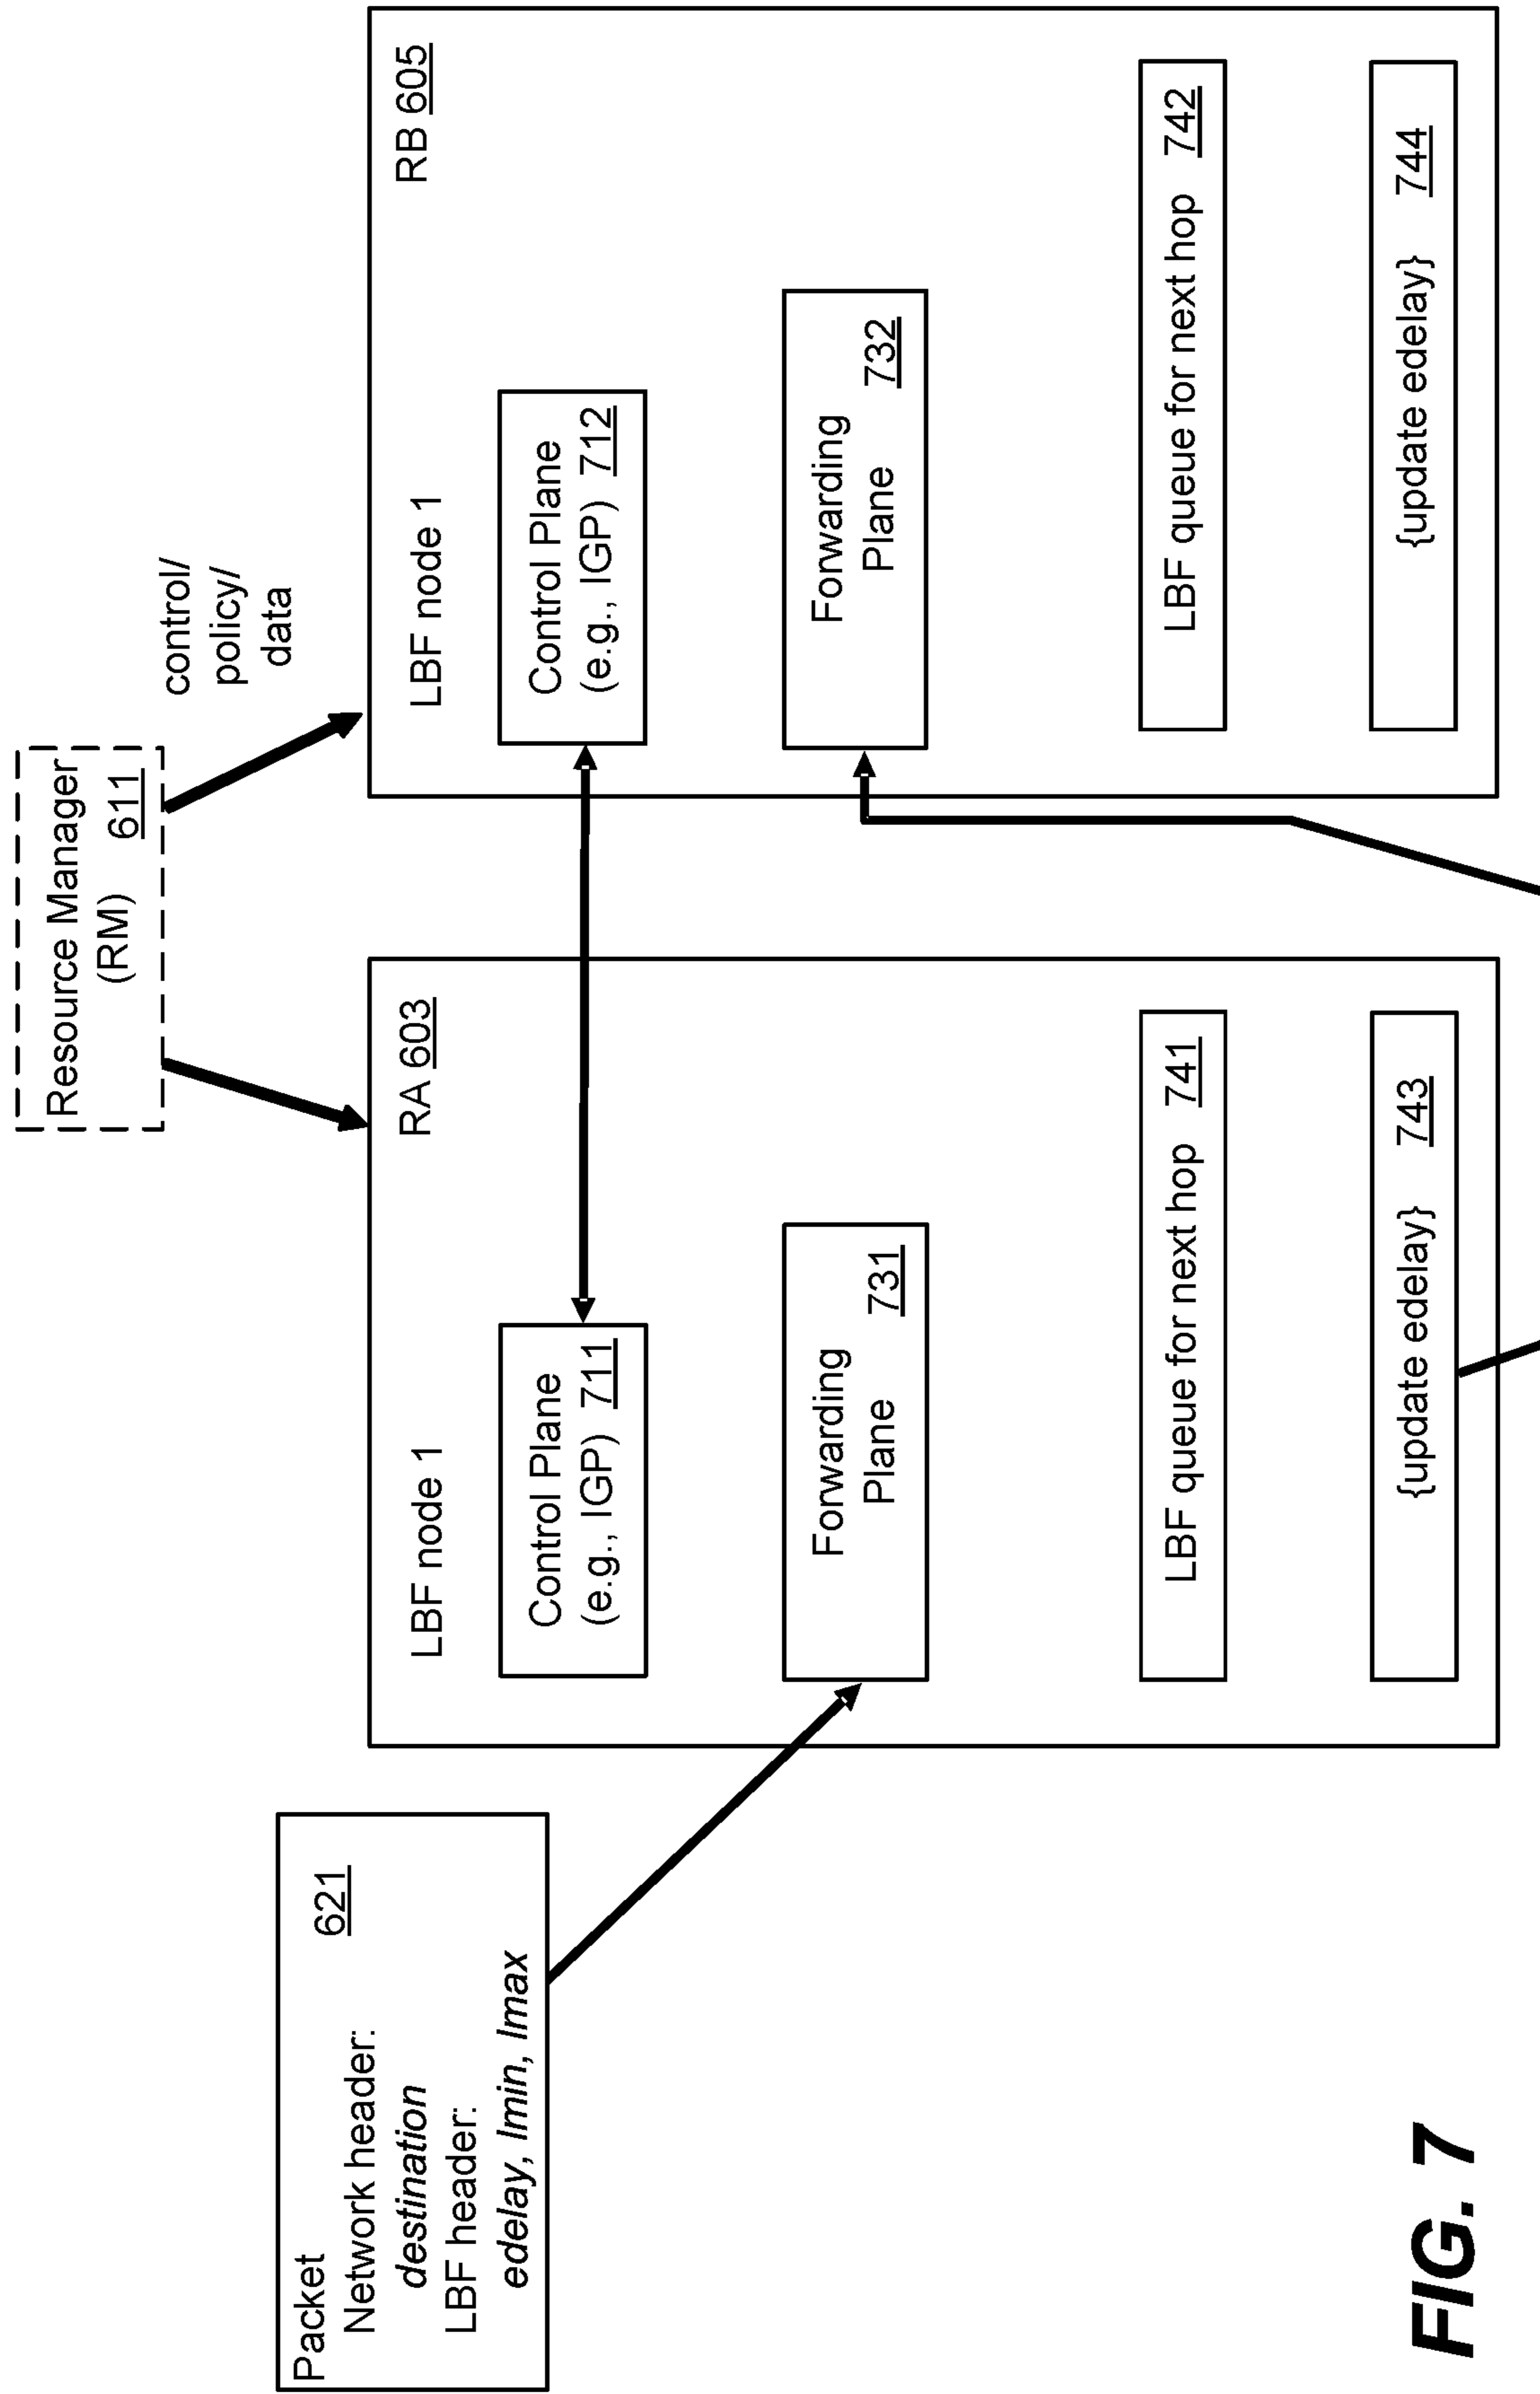 Resource Manager
(RM) 611
control/
policy/
data
Packet
621
Network header:
destination
LBF header:
edelay, lmin, lmax
RA 603
LBF node 1
Control Plane
(e.g., IGP) 711
Forwarding
Plane 731
LBF queue for next hop 741
{update edelay} 743
RB 605
LBF node 1
Control Plane
(e.g., IGP) 712
Forwarding
Plane 732
LBF queue for next hop 742
{update edelay} 744
FIG. 7